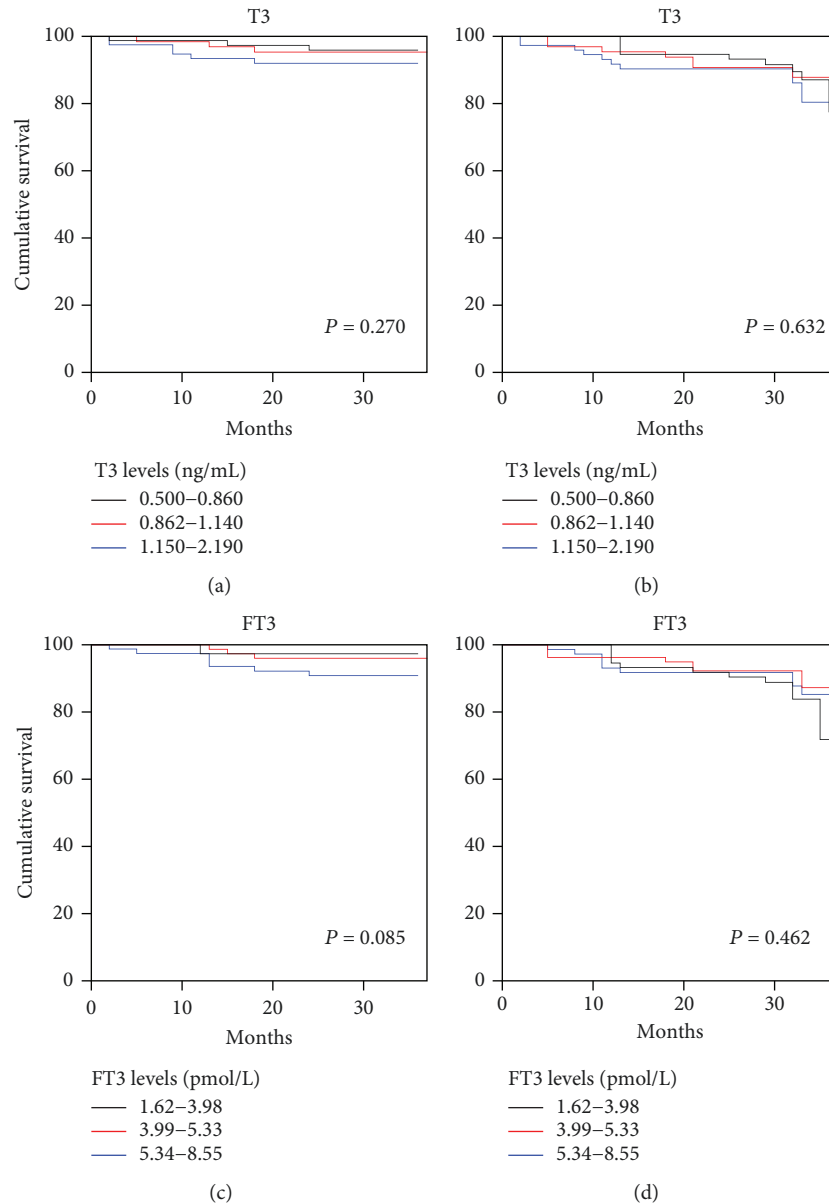 T3
100
80
60
40
20
0
Cumulative survival
P = 0.270
0 10 20 30
Months
T3 levels (ng/mL)
0.500–0.860
0.862–1.140
1.150–2.190
(a)
T3
100
80
60
40
20
0
P = 0.632
0 10 20 30
Months
T3 levels (ng/mL)
0.500–0.860
0.862–1.140
1.150–2.190
(b)
FT3
100
80
60
40
20
0
Cumulative survival
P = 0.085
0 10 20 30
Months
FT3 levels (pmol/L)
1.62–3.98
3.99–5.33
5.34–8.55
(c)
FT3
100
80
60
40
20
0
P = 0.462
0 10 20 30
Months
FT3 levels (pmol/L)
1.62–3.98
3.99–5.33
5.34–8.55
(d)